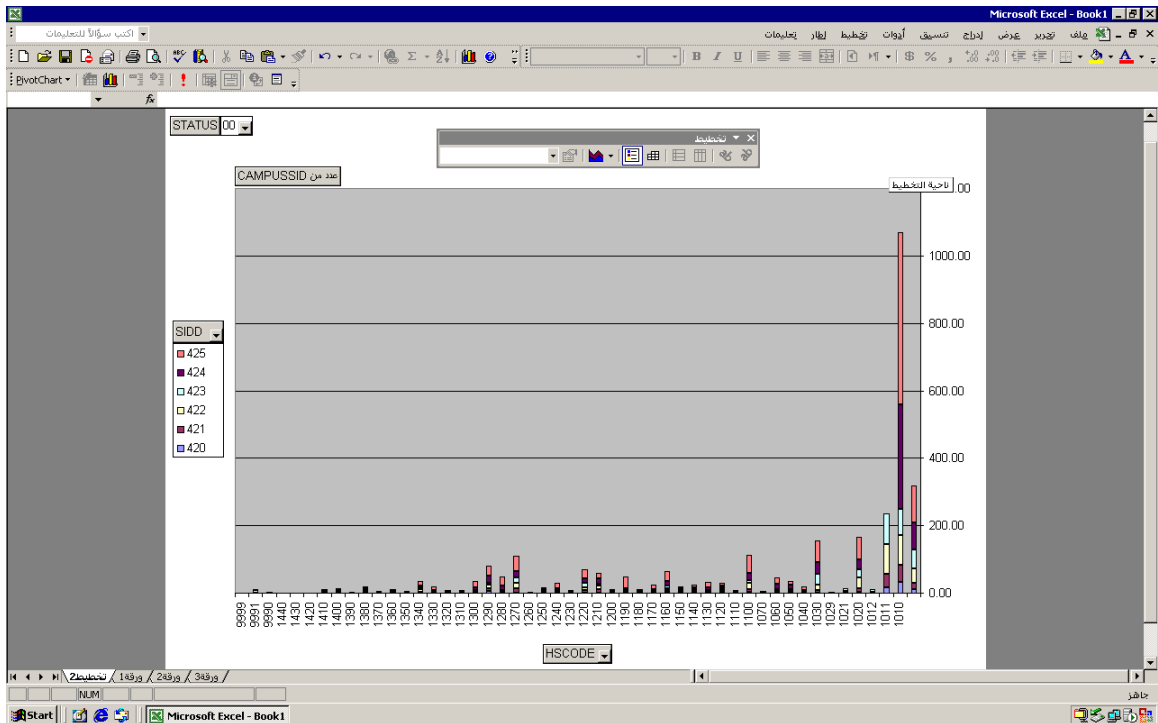 Microsoft Excel - Book1
ملف تحرير عرض إدراج تنسيق أدوات تخطيط إطار تعليمات
اكتب سؤالاً للتعليمات
PivotChart
fx
STATUS 00
تخطيط
عدد من CAMPUSSID
ناحية التخطيط
.00
1000.00
800.00
600.00
400.00
200.00
0.00
SIDD
425
424
423
422
421
420
9999 9991 9990 1440 1430 1420 1410 1400 1390 1380 1370 1360 1350 1340 1320 1310 1300 1290 1280 1270 1260 1250 1240 1230 1220 1210 1200 1190 1180 1170 1160 1150 1140 1130 1120 1110 1100 1070 1060 1050 1040 1030 1029 1021 1020 1012 1011 1010
HSCODE
تخطيط2 ورقة1 ورقة2 ورقة3
NUM
جاهز
Start
Microsoft Excel - Book1